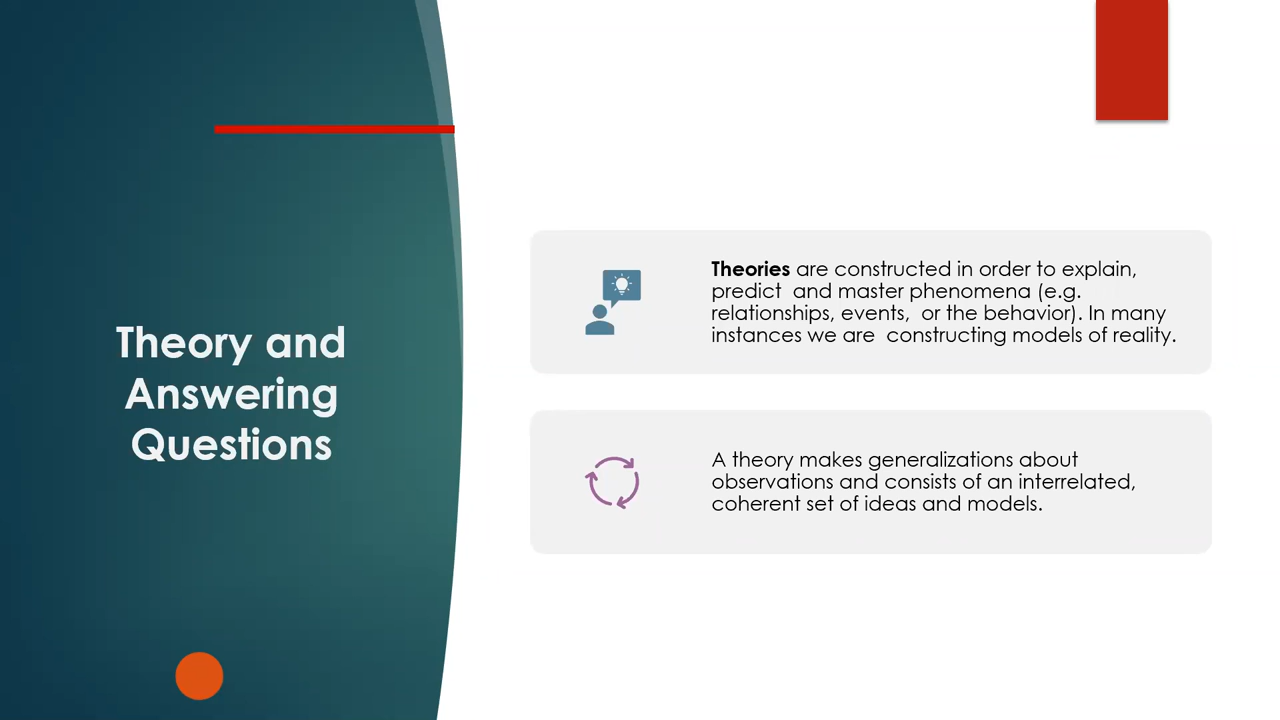 Theory and
Answering
Questions
Theories are constructed in order to explain,
predict  and master phenomena (e.g.
relationships, events,  or the behavior). In many
instances we are  constructing models of reality.
A theory makes generalizations about
observations and consists of an interrelated,
coherent set of ideas and models.